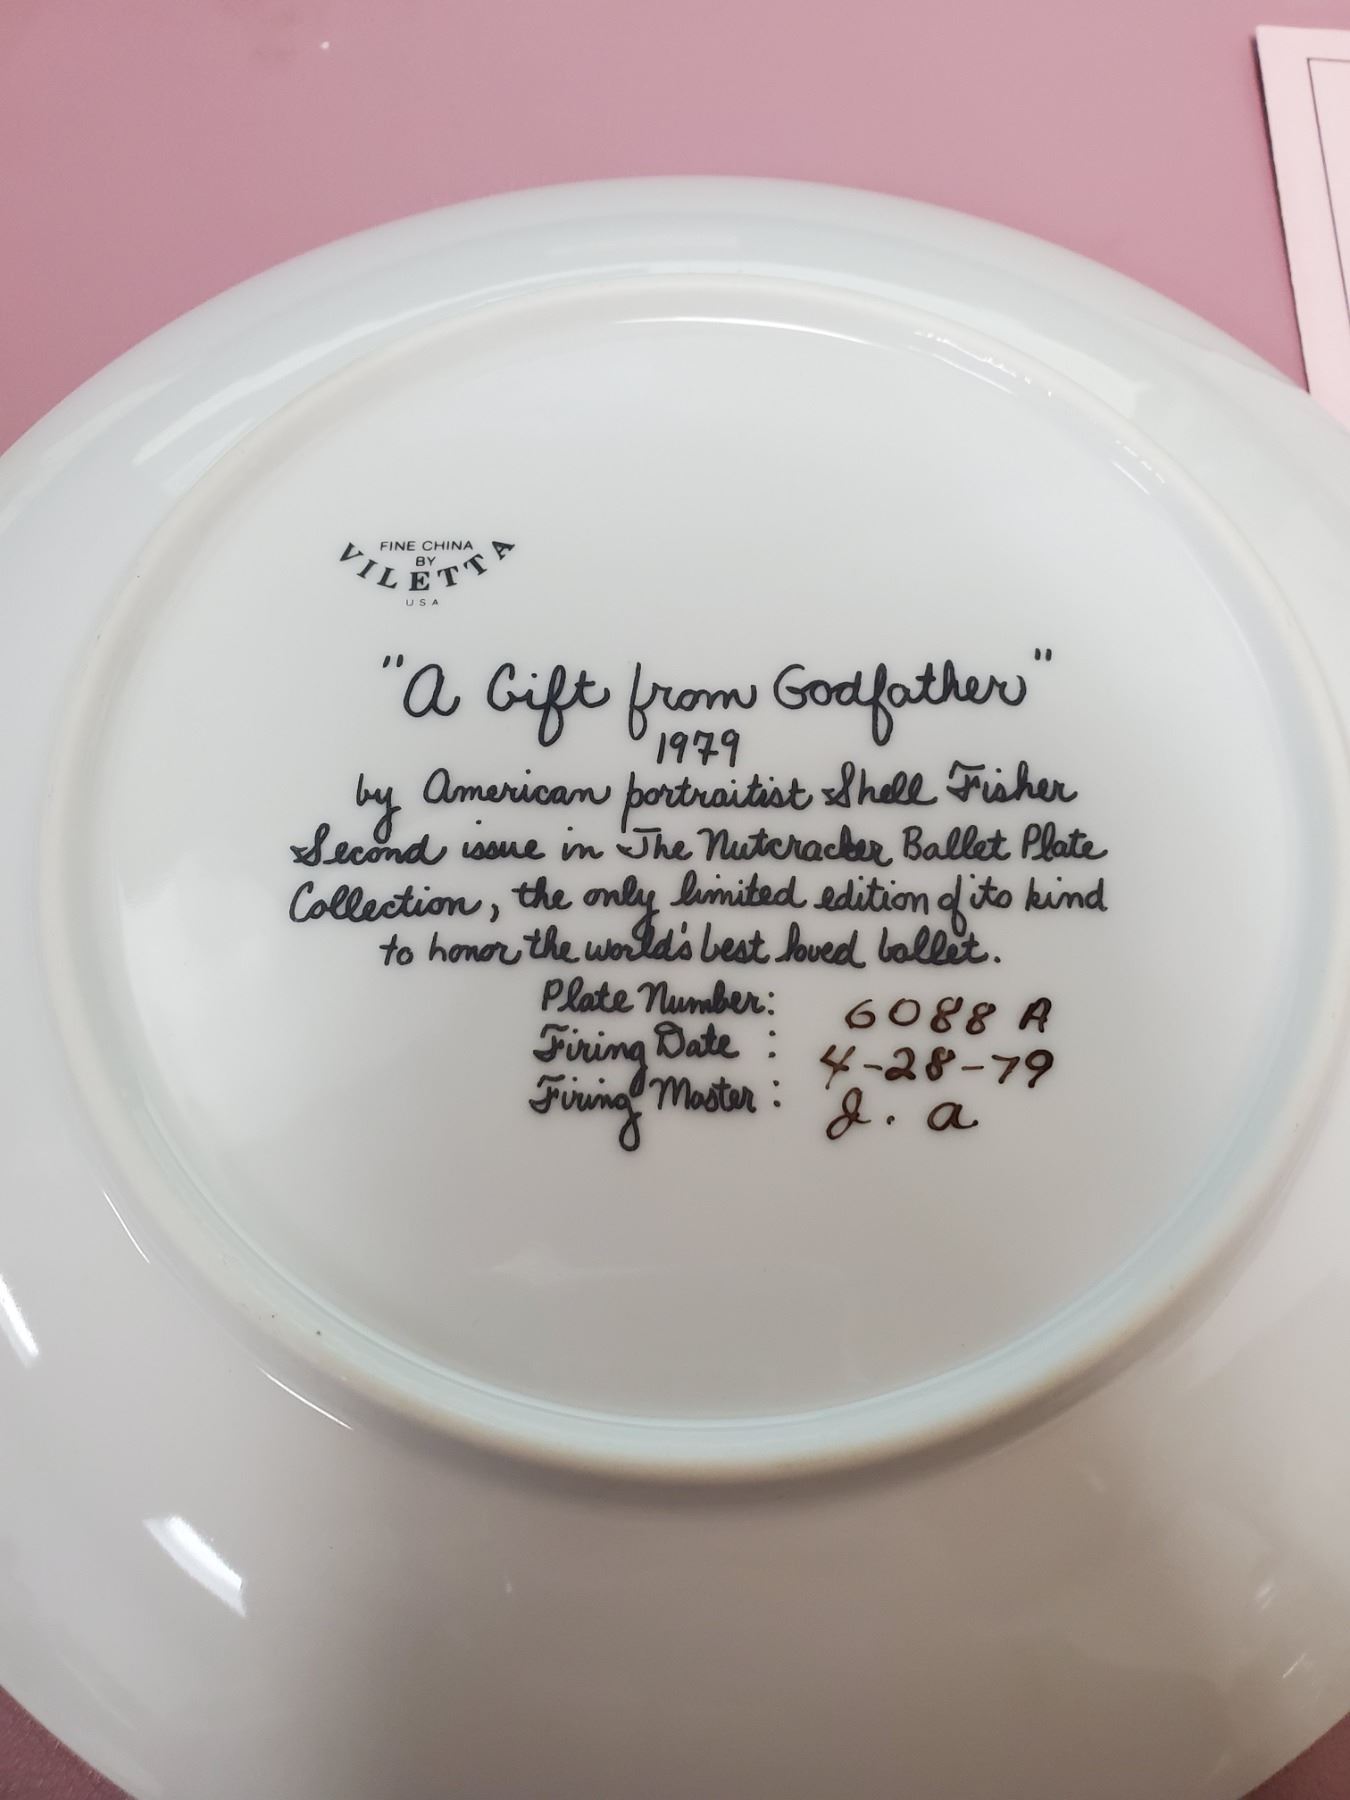 FINE CHINA
BY
VILETTA
USA
"A Gift from Godfather"
1979
by American portraitist Shell Fisher
Second issue in The Nutcracker Ballet Plate
Collection, the only limited edition of its kind
to honor the world's best loved ballet.
Plate Number: 6088 A
Firing Date : 4-28-79
Firing Master : J. A